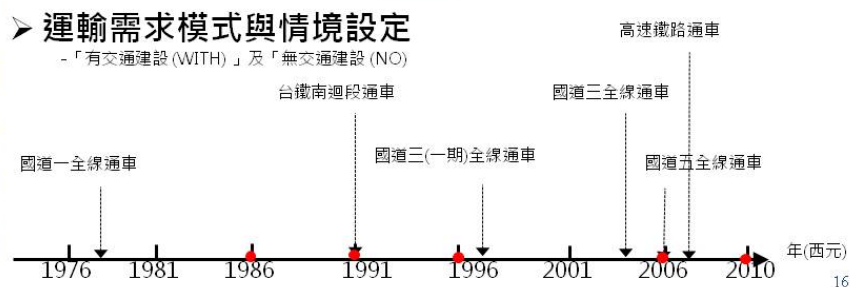 ➤ 運輸需求模式與情境設定
-「有交通建設(WITH)」及「無交通建設(NO)
高速鐵路通車
台鐵南迴段通車
國道三全線通車
國道一全線通車
國道三(一期)全線通車
國道五全線通車
1976 1981 1986 1991 1996 2001 2006 2010 年(西元)
16